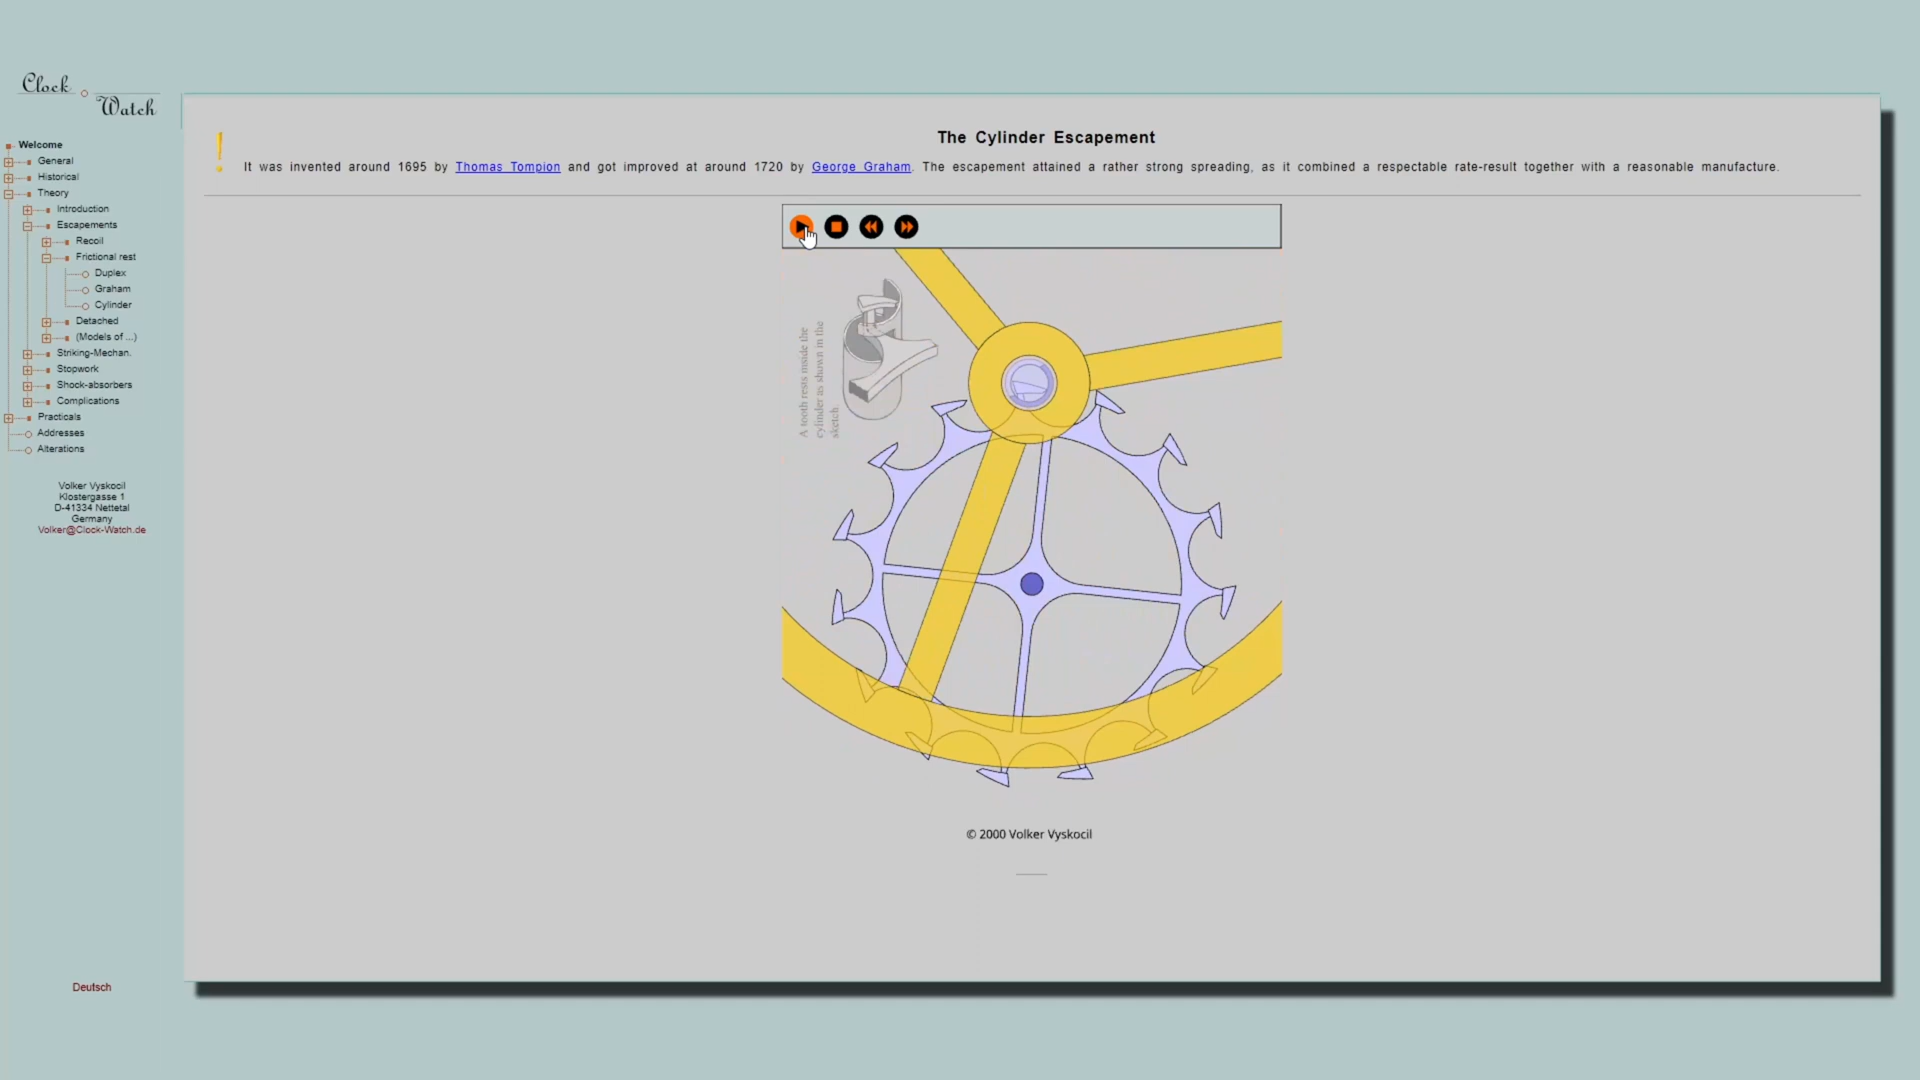 Clock
Watch
Welcome
General
Historical
Theory
Introduction
Escapements
Recoil
Frictional rest
Duplex
Graham
Cylinder
Detached
(Models of ...)
Striking-Mechan.
Stopwork
Shock-absorbers
Complications
Practicals
Addresses
Alterations
Volker Vyskocil
Klostergasse 1
D-41334 Nettetal
Germany
Volker@Clock-Watch.de
Deutsch
The Cylinder Escapement
! It was invented around 1695 by Thomas Tompion and got improved at around 1720 by George Graham. The escapement attained a rather strong spreading, as it combined a respectable rate-result together with a reasonable manufacture.
A tooth rests inside the
cylinder as shown in the
sketch.
© 2000 Volker Vyskocil